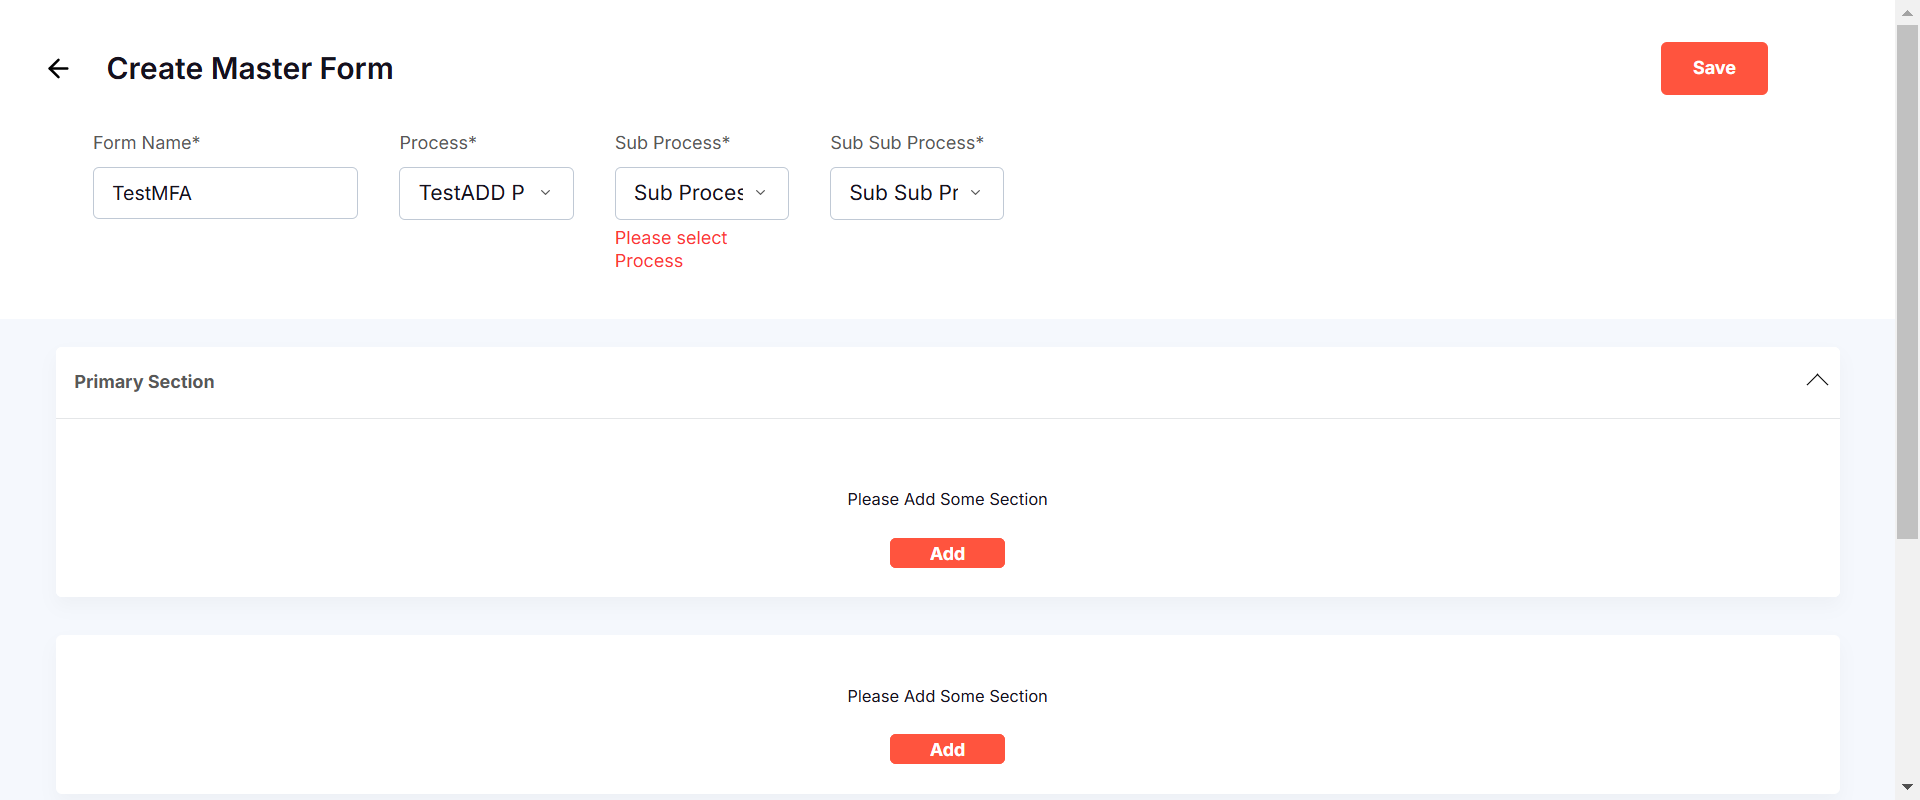 Create Master Form
Save
Form Name*
Process*
Sub Process*
Sub Sub Process*
TestMFA
TestADD P
Sub Proces
Sub Sub Pr
Please select
Process
Primary Section
Please Add Some Section
Add
Please Add Some Section
Add